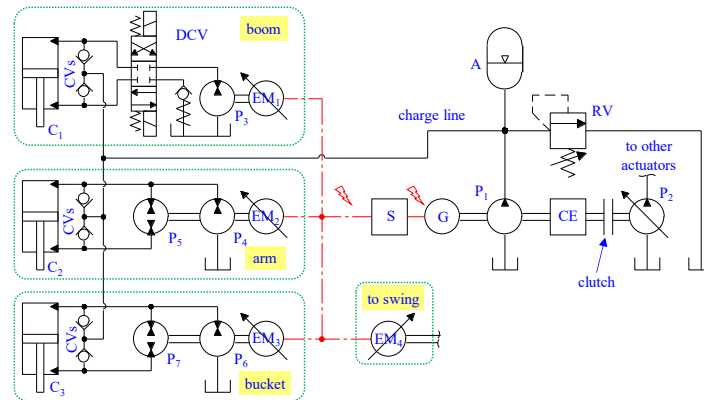 boom
DCV
CVs
C1
P3
EM1
A
RV
charge line
to other
actuators
CVs
C2
P5
P4
EM2
arm
S
G
P1
CE
P2
clutch
CVs
C3
P7
P6
EM3
bucket
to swing
EM4